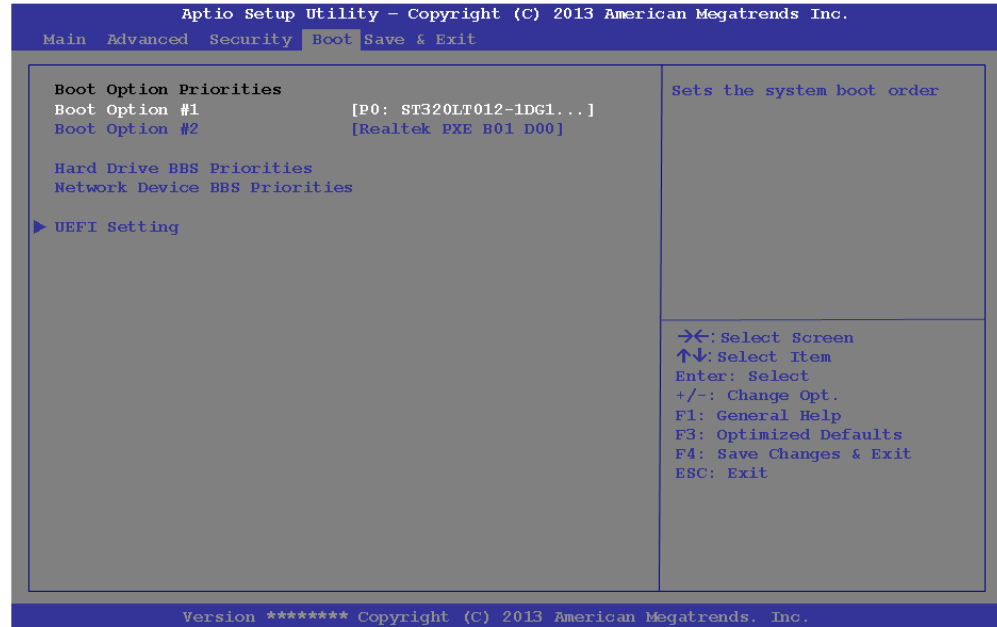 Aptio Setup Utility – Copyright (C) 2013 American Megatrends Inc.
Main Advanced Security Boot Save & Exit
Boot Option Priorities
Boot Option #1 [P0: ST320LT012-1DG1...]
Boot Option #2 [Realtek PXE B01 D00]
Hard Drive BBS Priorities
Network Device BBS Priorities
▶ UEFI Setting
Sets the system boot order
→←: Select Screen
↑↓: Select Item
Enter: Select
+/-: Change Opt.
F1: General Help
F3: Optimized Defaults
F4: Save Changes & Exit
ESC: Exit
Version ******** Copyright (C) 2013 American Megatrends. Inc.